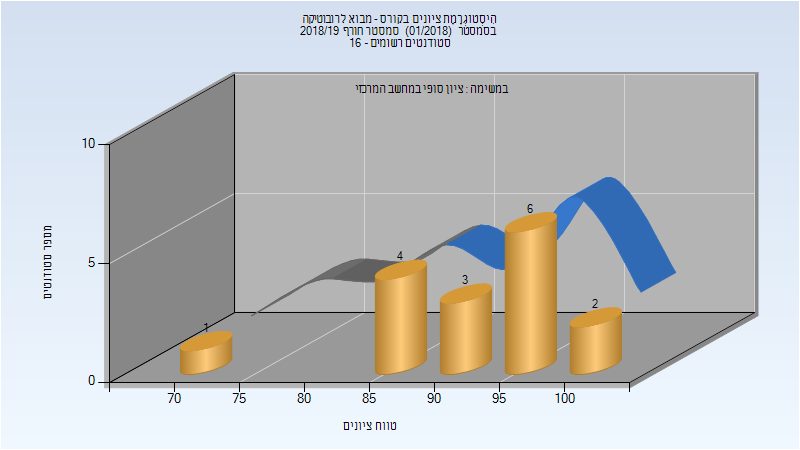 היסטוגרמת ציונים בקורס - מבוא לרובוטיקה
בסמסטר (01/2018) סמסטר חורף 2018/19
סטודנטים רשומים - 16
במשימה : ציון סופי במחשב המרכזי
מספר סטודנטים
10
5
0
1
4
3
6
2
70 75 80 85 90 95 100
טווח ציונים